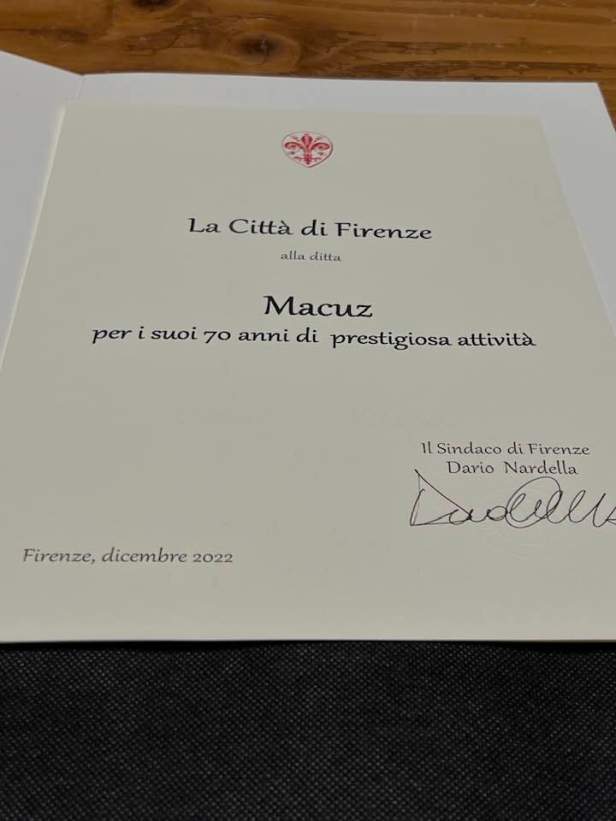 La Città di Firenze
alla ditta
Macuz
per i suoi 70 anni di prestigiosa attività
Il Sindaco di Firenze
Dario Nardella
Firenze, dicembre 2022